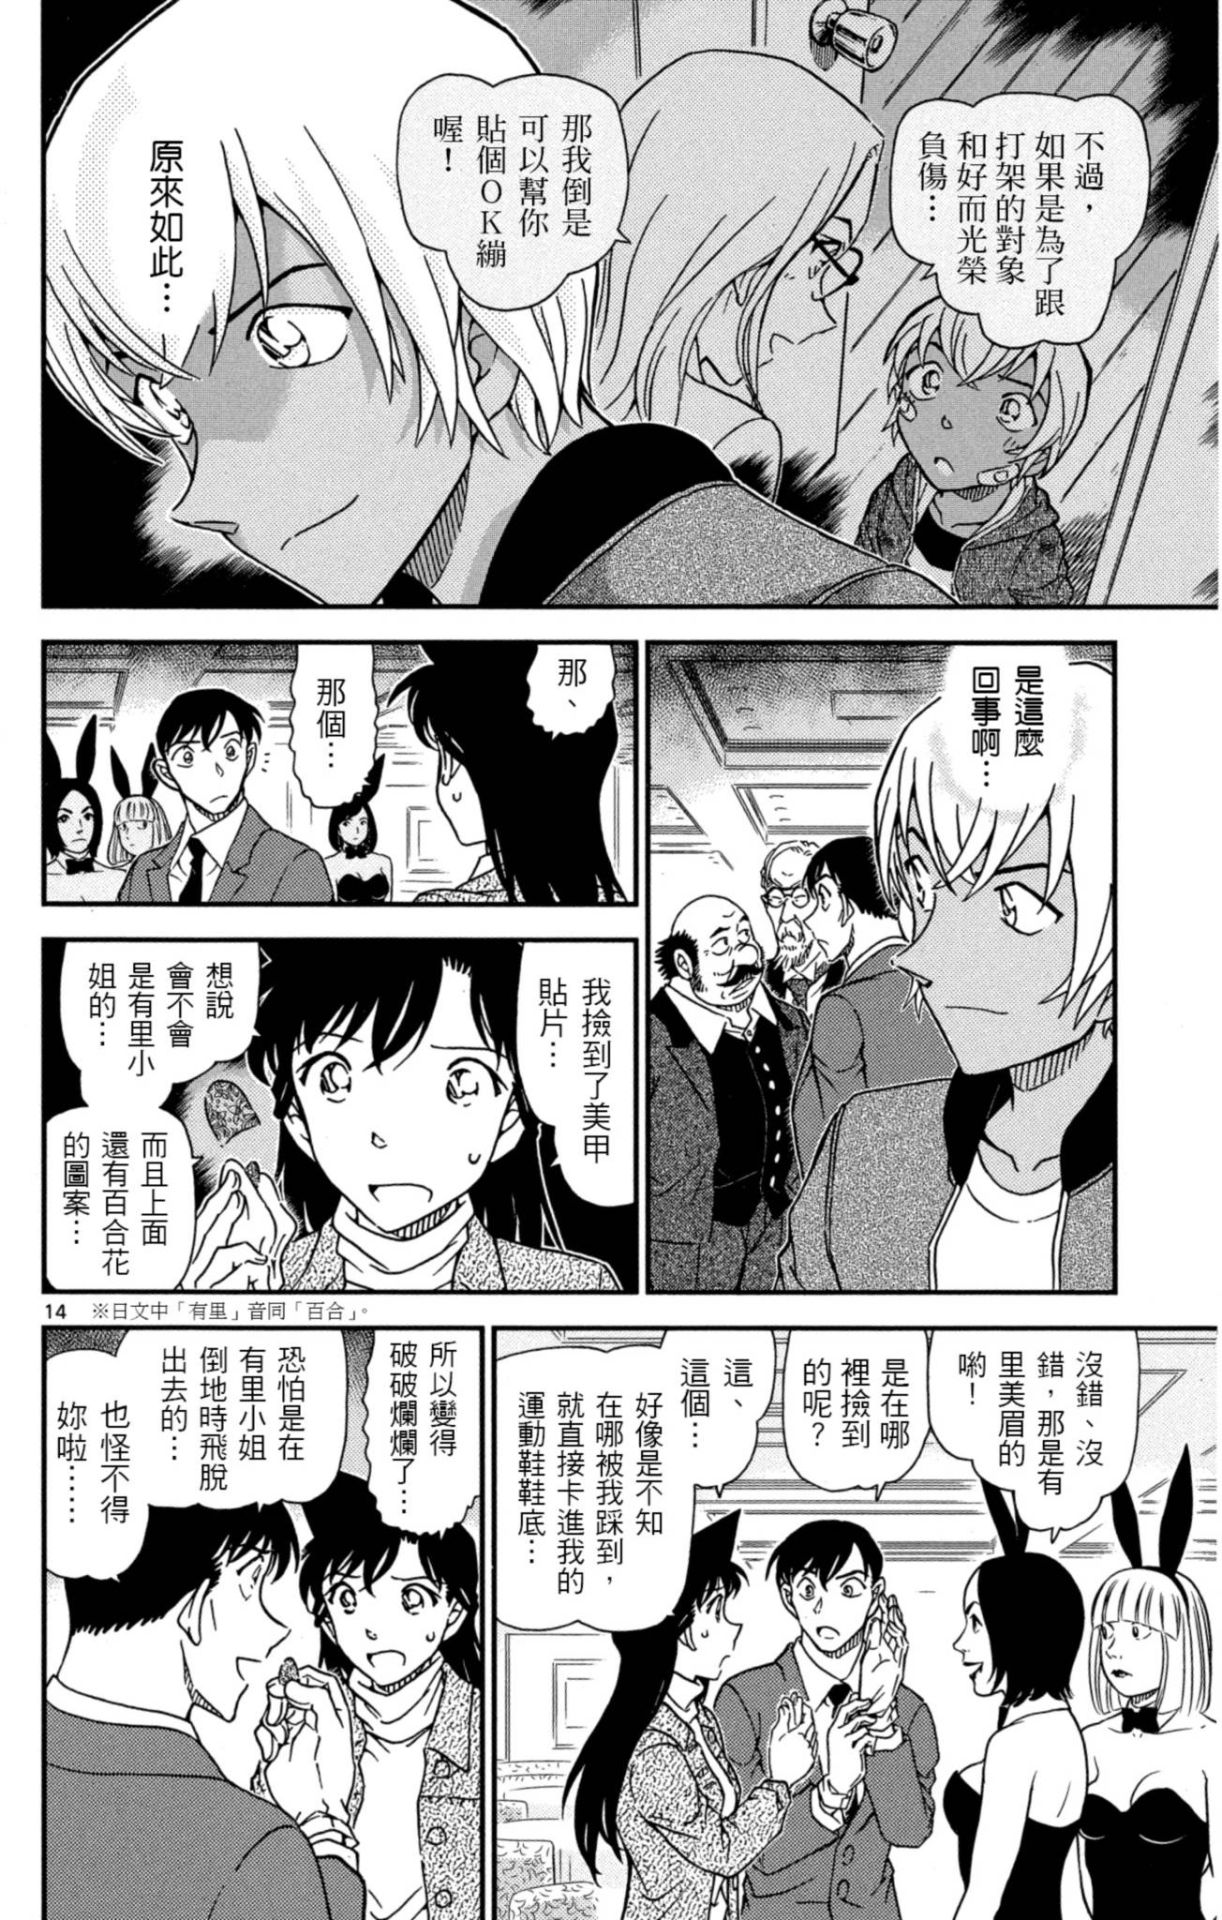 不過，
如果是為了跟
打架的對象
和好而光榮
負傷…
那我倒是
可以幫你
貼個OK繃
喔！
原來如此…
是這麼
回事啊…
那、
那個…
我撿到了美甲
貼片…
想說
會不會
是有里小
姐的…
而且上面
還有百合花
的圖案…
14
※日文中「有里」音同「百合」。
沒錯、沒
錯，那是有
里美眉的
喲！
是在哪
裡撿到
的呢？
這、
這個…
好像是不知
在哪被我踩到，
就直接卡進我的
運動鞋鞋底…
所以變得
破破爛爛了…
恐怕是在
有里小姐
倒地時飛脫
出去的…
也怪不得
妳啦……